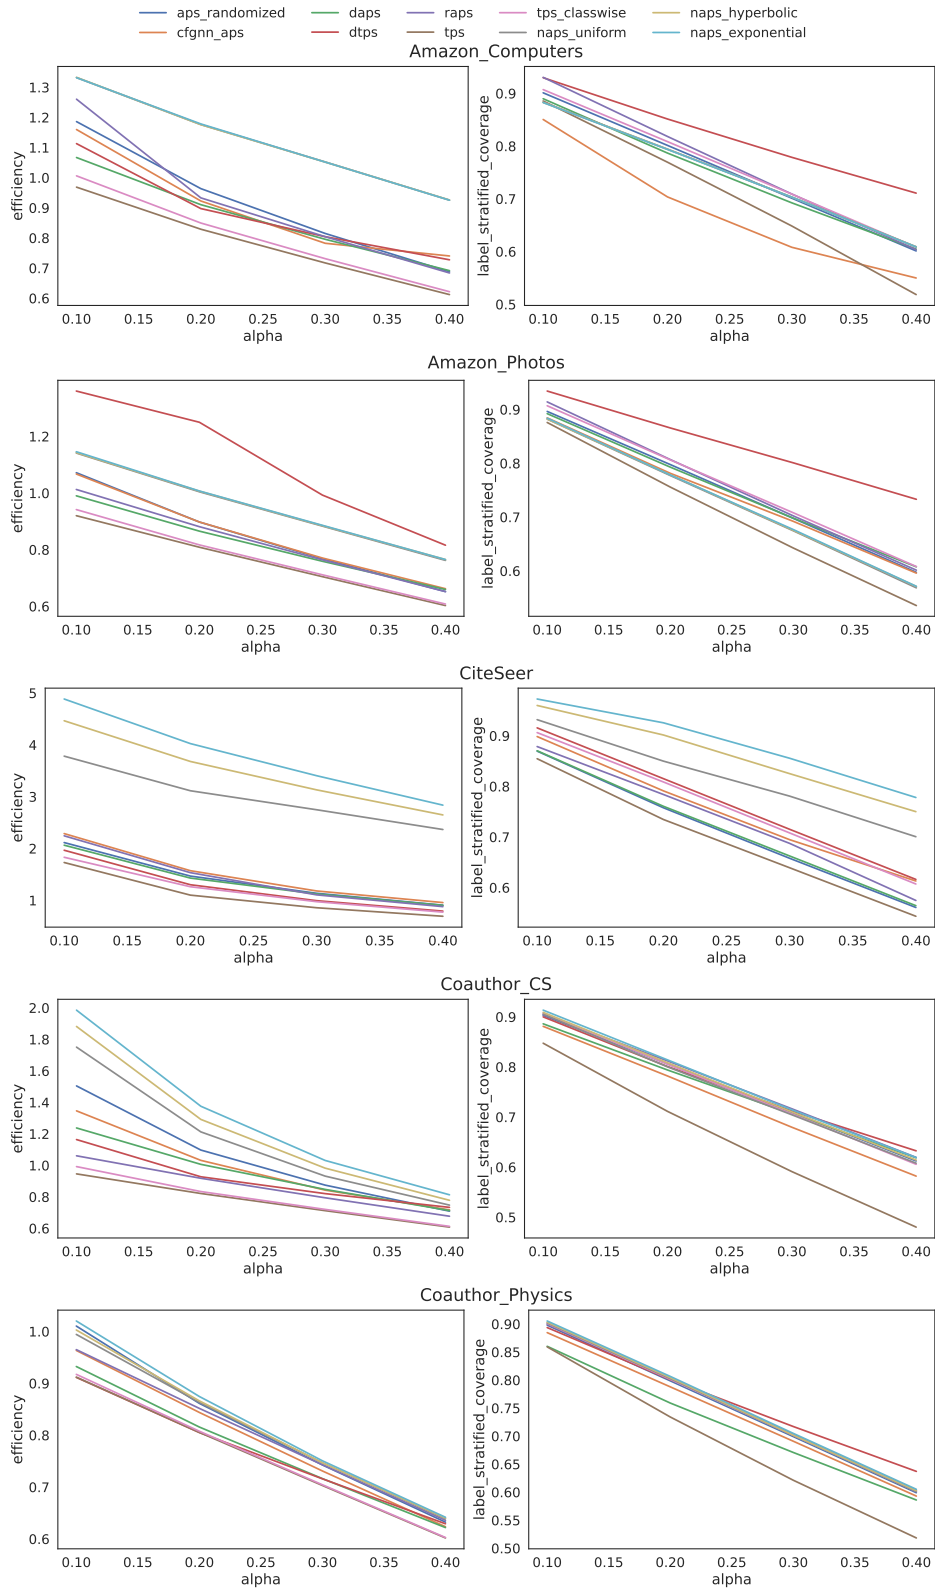 aps_randomized daps raps tps_classwise naps_hyperbolic
cfgnn_aps dtps tps naps_uniform naps_exponential
Amazon_Computers
efficiency
1.3
1.2
1.1
1.0
0.9
0.8
0.7
0.6
0.10 0.15 0.20 0.25 0.30 0.35 0.40
alpha
label_stratified_coverage
0.9
0.8
0.7
0.6
0.5
0.10 0.15 0.20 0.25 0.30 0.35 0.40
alpha
Amazon_Photos
efficiency
1.2
1.0
0.8
0.6
0.10 0.15 0.20 0.25 0.30 0.35 0.40
alpha
label_stratified_coverage
0.9
0.8
0.7
0.6
0.10 0.15 0.20 0.25 0.30 0.35 0.40
alpha
CiteSeer
efficiency
5
4
3
2
1
0.10 0.15 0.20 0.25 0.30 0.35 0.40
alpha
label_stratified_coverage
0.9
0.8
0.7
0.6
0.10 0.15 0.20 0.25 0.30 0.35 0.40
alpha
Coauthor_CS
efficiency
2.0
1.8
1.6
1.4
1.2
1.0
0.8
0.6
0.10 0.15 0.20 0.25 0.30 0.35 0.40
alpha
label_stratified_coverage
0.9
0.8
0.7
0.6
0.5
0.10 0.15 0.20 0.25 0.30 0.35 0.40
alpha
Coauthor_Physics
efficiency
1.0
0.9
0.8
0.7
0.6
0.10 0.15 0.20 0.25 0.30 0.35 0.40
alpha
label_stratified_coverage
0.90
0.85
0.80
0.75
0.70
0.65
0.60
0.55
0.50
0.10 0.15 0.20 0.25 0.30 0.35 0.40
alpha